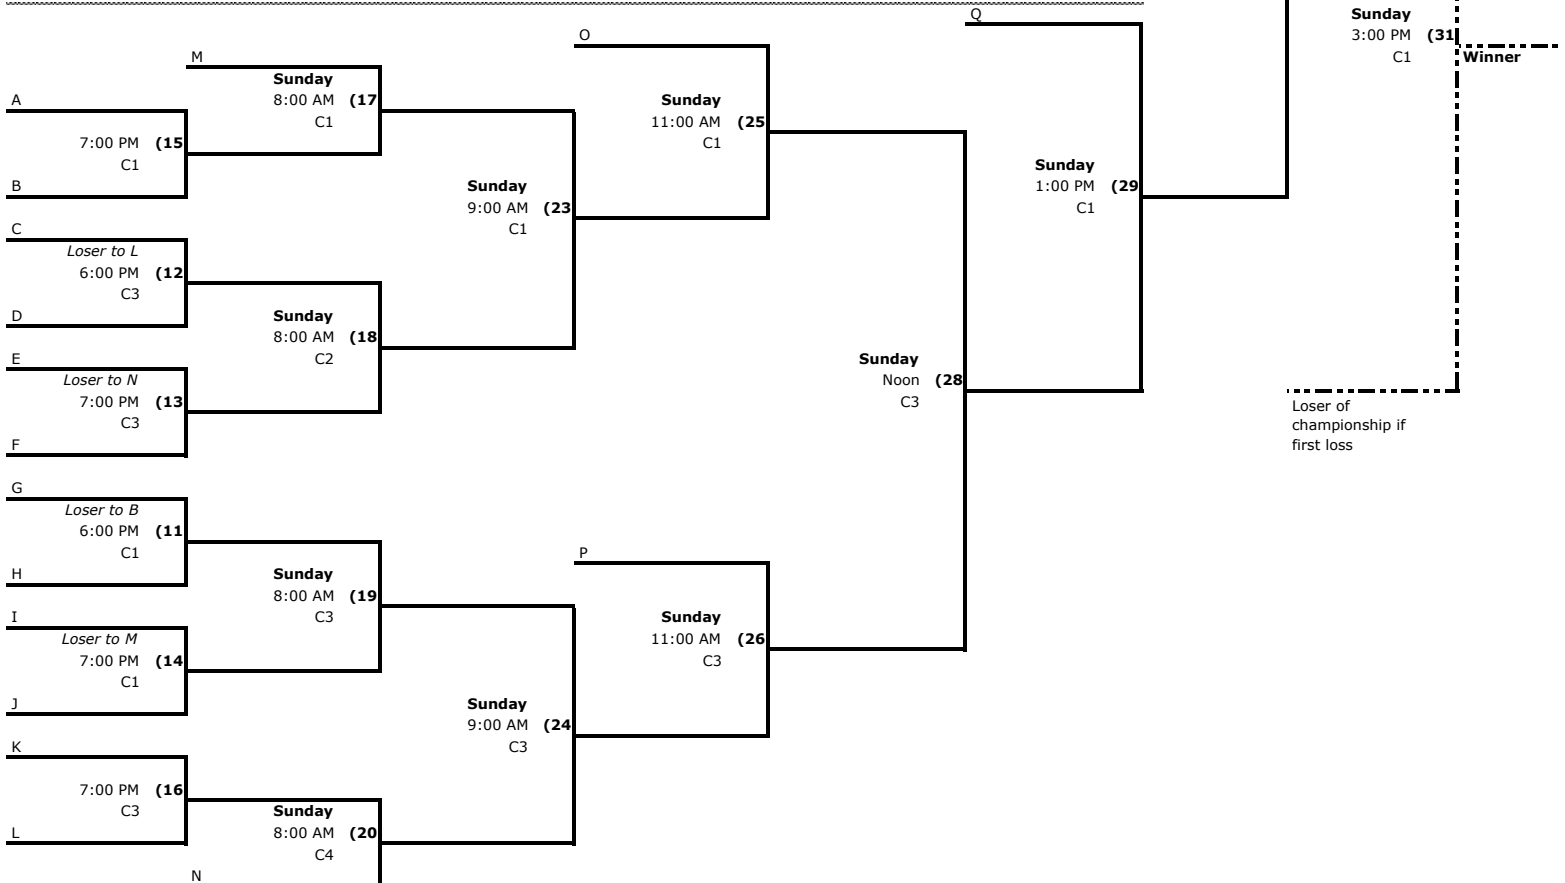 Q
Sunday
3:00 PM (31
C1
Winner
O
M
Sunday
8:00 AM (17
C1
A
7:00 PM (15
C1
B
Sunday
11:00 AM (25
C1
Sunday
1:00 PM (29
C1
Sunday
9:00 AM (23
C1
C
Loser to L
6:00 PM (12
C3
D
Sunday
8:00 AM (18
C2
E
Loser to N
7:00 PM (13
C3
F
Sunday
Noon (28
C3
Loser of
championship if
first loss
G
Loser to B
6:00 PM (11
C1
H
Sunday
8:00 AM (19
C3
P
I
Loser to M
7:00 PM (14
C1
J
Sunday
11:00 AM (26
C3
Sunday
9:00 AM (24
C3
K
7:00 PM (16
C3
L
Sunday
8:00 AM (20
C4
N